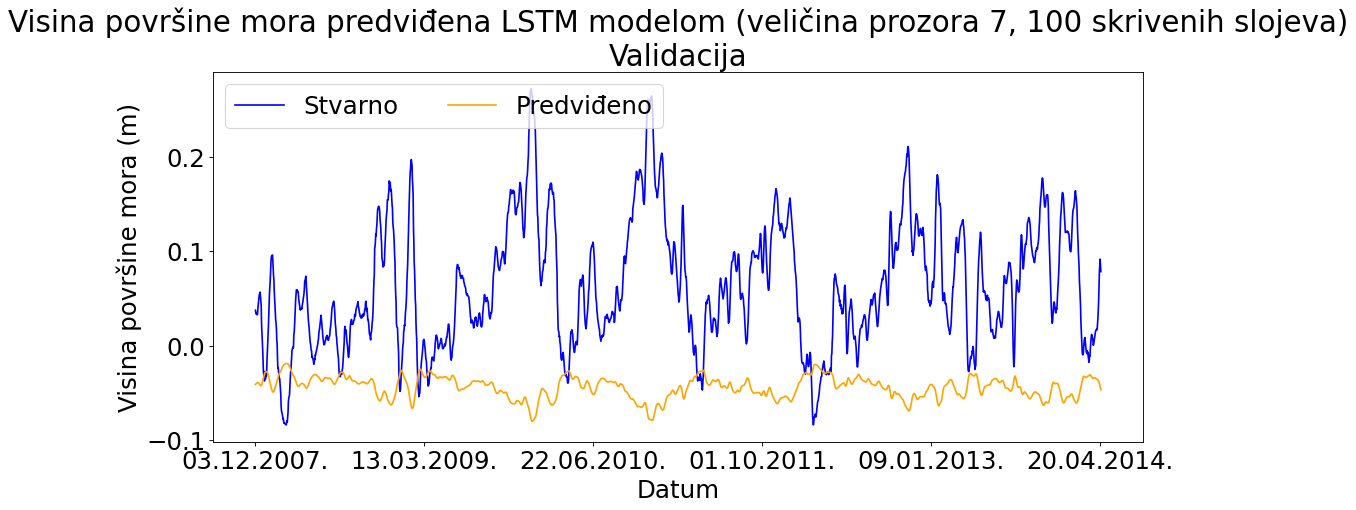 Visina površine mora predviđena LSTM modelom (veličina prozora 7, 100 skrivenih slojeva)
Validacija
Stvarno Predviđeno
Visina površine mora (m)
0.2
0.1
0.0
−0.1
03.12.2007. 13.03.2009. 22.06.2010. 01.10.2011. 09.01.2013. 20.04.2014.
Datum